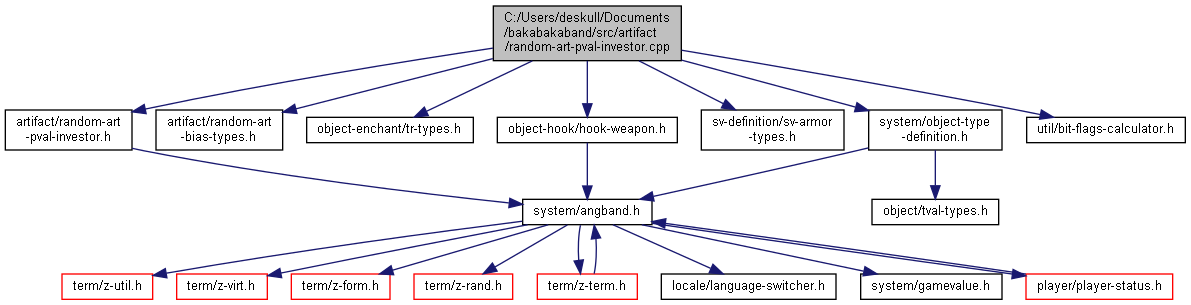 C:/Users/deskull/Documents
/bakabakaband/src/artifact
/random-art-pval-investor.cpp
artifact/random-art
-pval-investor.h
artifact/random-art
-bias-types.h
object-enchant/tr-types.h
object-hook/hook-weapon.h
sv-definition/sv-armor
-types.h
system/object-type
-definition.h
util/bit-flags-calculator.h
system/angband.h
object/tval-types.h
term/z-util.h
term/z-virt.h
term/z-form.h
term/z-rand.h
term/z-term.h
locale/language-switcher.h
system/gamevalue.h
player/player-status.h